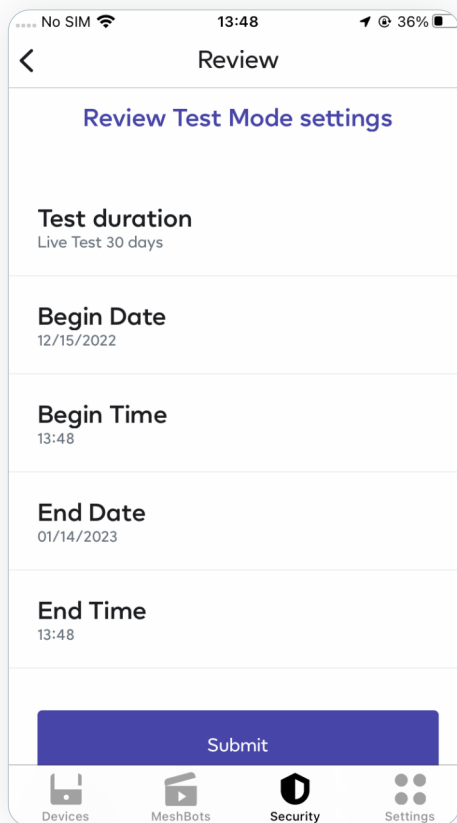 No SIM 13:48 36%
Review
Review Test Mode settings
Test duration
Live Test 30 days
Begin Date
12/15/2022
Begin Time
13:48
End Date
01/14/2023
End Time
13:48
Submit
Devices MeshBots Security Settings